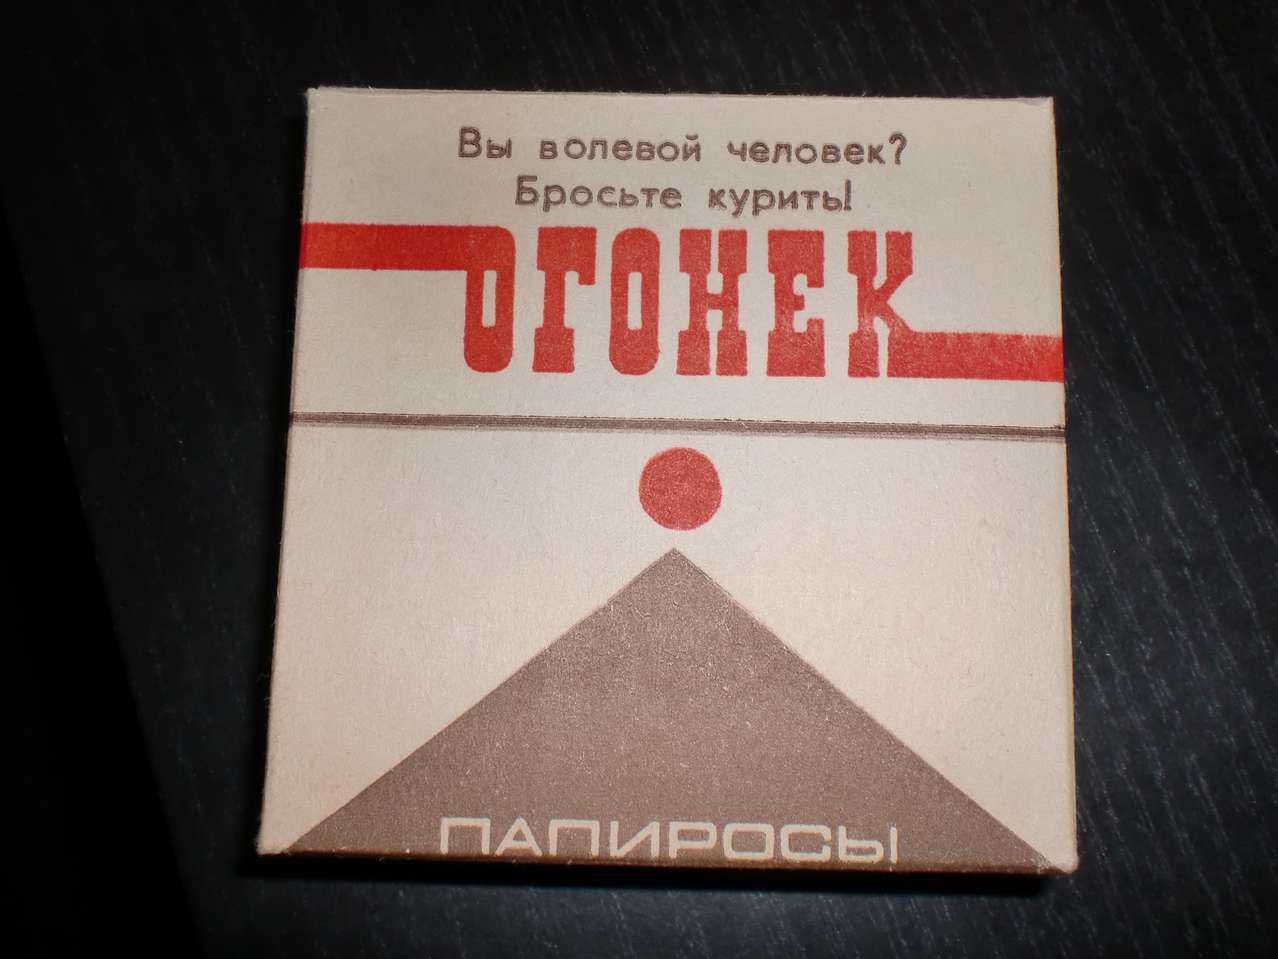 Вы волевой человек?
Бросьте курить!
ОГОНЕК
ПАПИРОСЫ